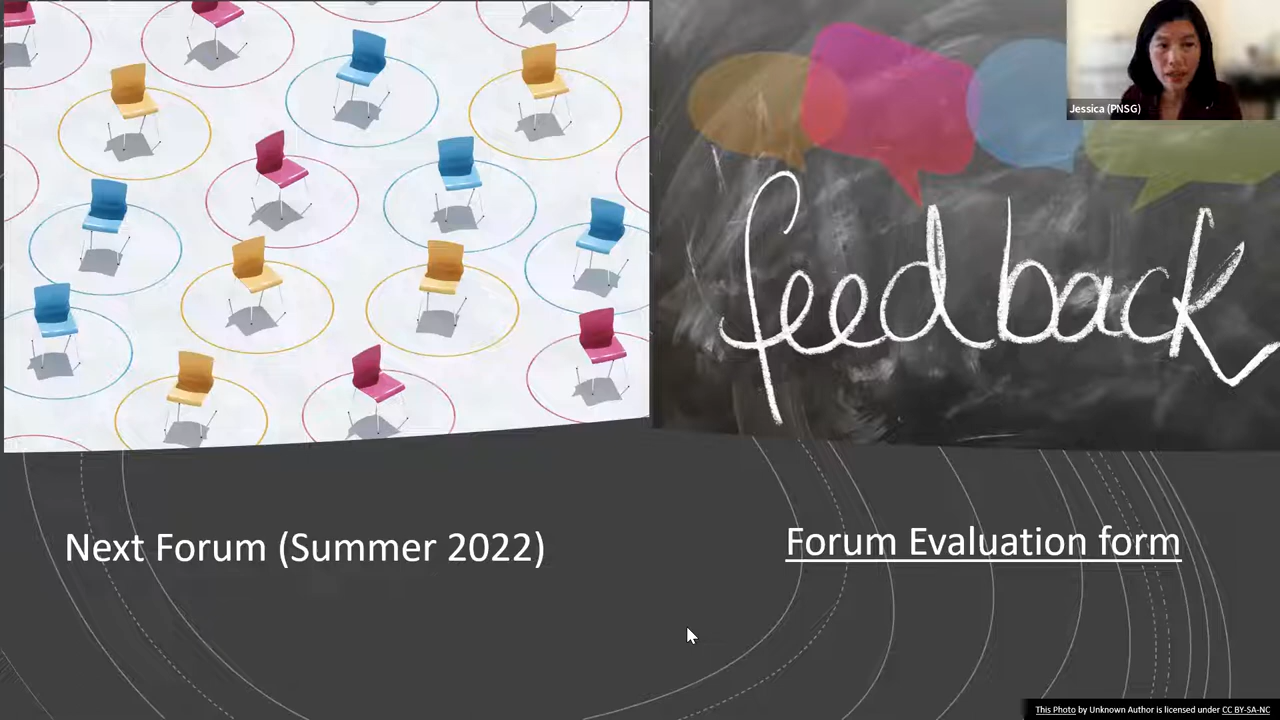 Jessica (PNSG)
feedback
Next Forum (Summer 2022)
Forum Evaluation form
This Photo by Unknown Author is licensed under CC BY-SA-NC